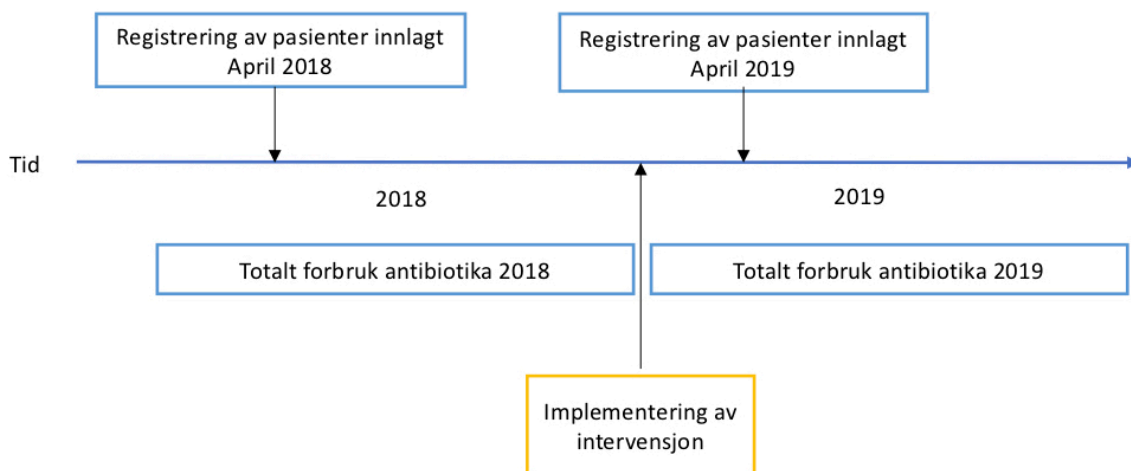 Registrering av pasienter innlagt
April 2018
Registrering av pasienter innlagt
April 2019
Tid
2018
2019
Totalt forbruk antibiotika 2018
Totalt forbruk antibiotika 2019
Implementering av
intervensjon